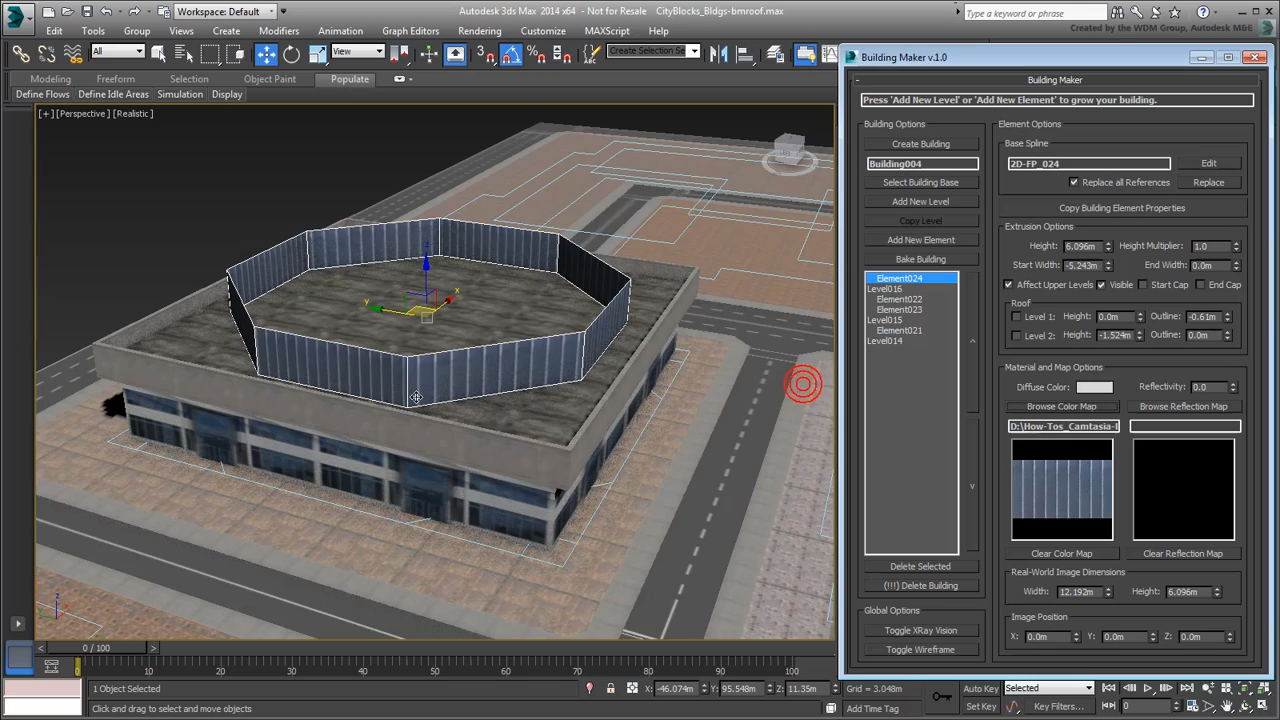 Workspace: Default
Autodesk 3ds Max 2014 x64 - Not for Resale CityBlocks_Bldgs-bmroof.max
Type a keyword or phrase
Edit Tools Group Views Create Modifiers Animation Graph Editors Rendering Customize MAXScript Help
Created by the WDM Group, Autodesk M&E
All View Create Selection Se
Modeling Freeform Selection Object Paint Populate
Define Flows Define Idle Areas Simulation Display
[+] [Perspective] [Realistic]
z
x
y
Building Maker v.1.0
Building Maker
Press 'Add New Level' or 'Add New Element' to grow your building.
Building Options
Create Building
Building004
Select Building Base
Add New Level
Copy Level
Add New Element
Bake Building
Element024
Level016
Element022
Element023
Level015
Element021
Level014
^
v
Delete Selected
(!!!) Delete Building
Global Options
Toggle XRay Vision
Toggle Wireframe
Element Options
Base Spline
2D-FP_024 Edit
Replace all References Replace
Copy Building Element Properties
Extrusion Options
Height: 6.096m Height Multiplier: 1.0
Start Width: -5.243m End Width: 0.0m
Affect Upper Levels Visible Start Cap End Cap
Roof
Level 1: Height: 0.0m Outline: -0.61m
Level 2: Height: -1.524m Outline: 0.0m
Material and Map Options
Diffuse Color: Reflectivity: 0.0
Browse Color Map Browse Reflection Map
D:\How-Tos_Camtasia-I
Clear Color Map Clear Reflection Map
Real-World Image Dimensions
Width: 12.192m Height: 6.096m
Image Position
X: 0.0m Y: 0.0m Z: 0.0m
0 / 100
0 10 20 30 40 50 60 70 80 90 100
1 Object Selected X: -46.074m Y: 95.548m Z: 11.35m Grid = 3.048m Auto Key Selected
Click and drag to select and move objects Add Time Tag Set Key Key Filters... 0